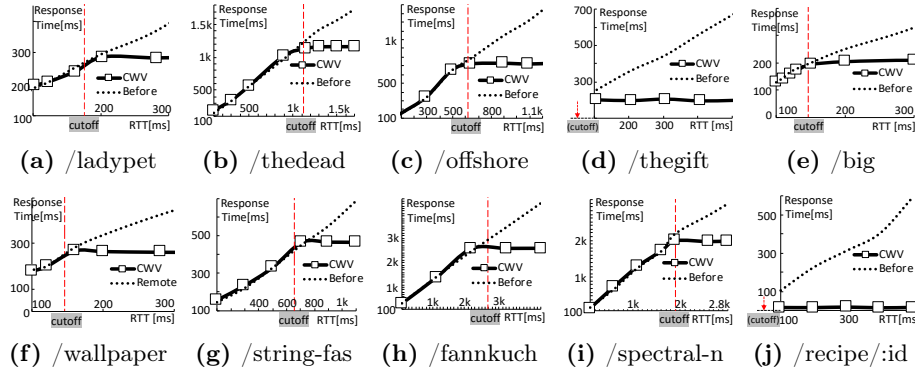 Response
Time[ms]
300
200
100
200
300
CWV
Before
cutoff
RTT[ms]
(a) /ladypet
Response
Time[ms]
1.5k
1k
500
100
100
500
1k
1.5k
CWV
Before
cutoff
RTT[ms]
(b) /thedead
Response
Time[ms]
1k
500
100
300
500
800
1,1k
CWV
Before
cutoff
RTT[ms]
(c) /offshore
Response
Time[ms]
700
500
200
200
300
CWV
Before
(cutoff)
RTT[ms]
(d) /thegift
Response
Time[ms]
300
200
100
0
100
200
300
CWV
Before
cutoff
RTT[ms]
(e) /big
Response
Time[ms]
300
100
0
100
200
300
CWV
Remote
cutoff
RTT[ms]
(f) /wallpaper
Response
Time[ms]
500
300
100
400
600
800
1k
CWV
Before
cutoff
RTT[ms]
(g) /string-fas
Response
Time[ms]
3k
2k
1k
100
1k
2k
3k
CWV
Before
cutoff
RTT[ms]
(h) /fannkuch
Response
Time[ms]
2k
1k
100
1k
2k
2.8k
CWV
Before
cutoff
RTT[ms]
(i) /spectral-n
Response
Time[ms]
500
300
100
100
300
CWV
Before
(cutoff)
RTT[ms]
(j) /recipe/:id